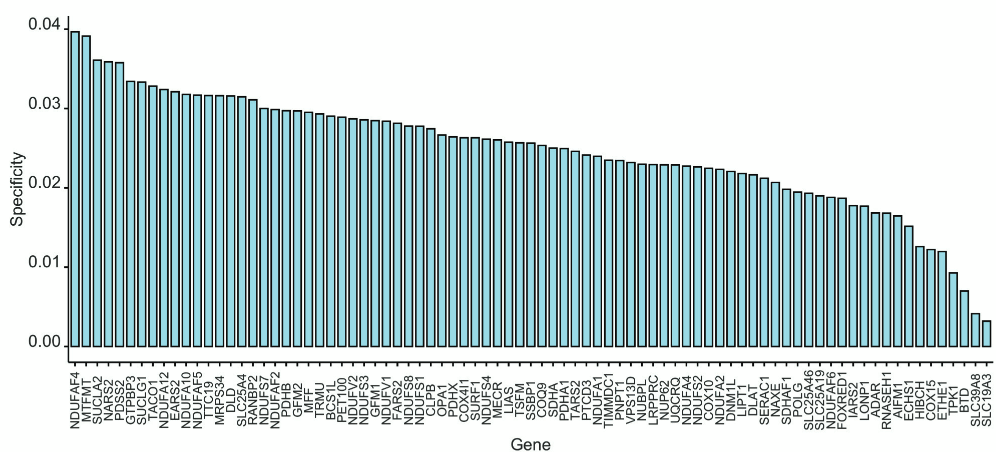 0.04
0.03
0.02
0.01
0.00
Specificity
NDUFAF4
MTFMT
SUCLA2
NARS2
PDSS2
GTPBP3
SUCLG1
TACO1
NDUFA12
EARS2
NDUFA10
NDUFAF5
TTC19
MRPS34
DLD
SLC25A4
RANBP2
NDUFS7
NDUFAF2
PDHB
GFM2
MFF
TRMU
BCS1L
PET100
NDUFV2
NDUFS3
GFM1
NDUFV1
FARS2
NDUFS8
NDUFS1
CLPB
OPA1
PDHX
COX4I1
SURF1
NDUFS4
MECR
LIAS
TSFM
SSBP1
COQ9
SDHA
PDHA1
TARS2
PTCD3
NDUFA1
TIMMDC1
PNPT1
VPS13D
NUBPL
LRPPRC
NUP62
UQCRQ
NDUFA4
NDUFS2
COX10
NDUFA2
DNM1L
LIPT1
DLAT
SERAC1
NAXE
SDHAF1
POLG
SLC25A46
SLC25A19
NDUFAF6
FOXRED1
IARS2
LONP1
ADAR
RNASEH1
AIFM1
ECHS1
HIBCH
COX15
ETHE1
TPK1
BTD
SLC39A8
SLC19A3
Gene